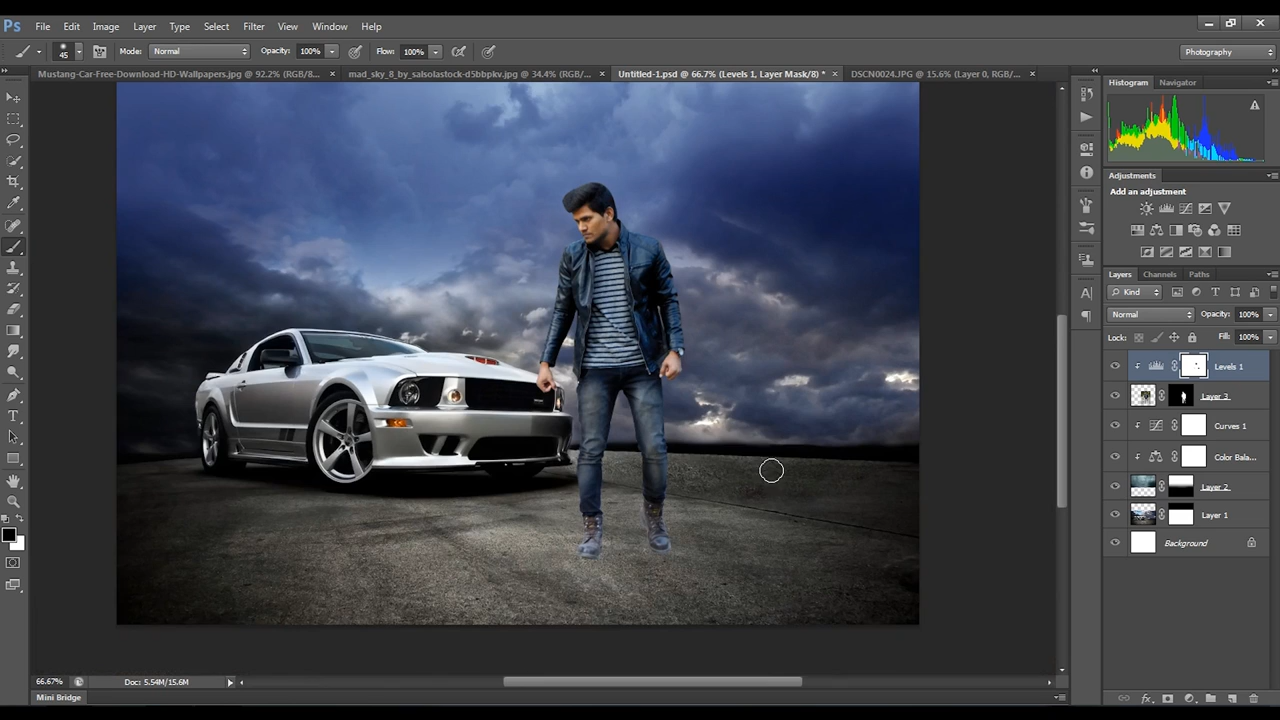 Ps File Edit Image Layer Type Select Filter View Window Help
45 Mode: Normal Opacity: 100% Flow: 100% Photography
Mustang-Car-Free-Download-HD-Wallpapers.jpg @ 92.2% (RGB/8... × mad_sky_8_by_salsolastock-d5bbpkv.jpg @ 34.4% (RGB/... × Untitled-1.psd @ 66.7% (Levels 1, Layer Mask/8) * × DSCN0024.JPG @ 15.6% (Layer 0, RGB/... ×
Histogram Navigator
Adjustments
Add an adjustment
Layers Channels Paths
Kind
Normal Opacity: 100%
Lock: Fill: 100%
Levels 1
Layer 3
Curves 1
Color Bala...
Layer 2
Layer 1
Background
66.67% Doc: 5.54M/15.6M
Mini Bridge